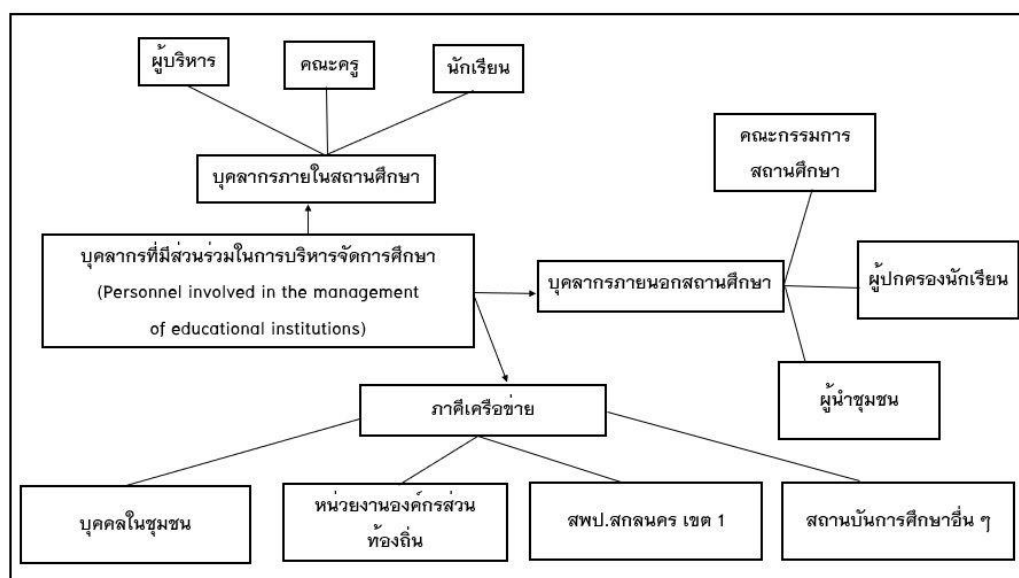 ผู้บริหาร
คณะครู
นักเรียน
บุคลากรภายในสถานศึกษา
บุคลากรที่มีส่วนร่วมในการบริหารจัดการศึกษา
(Personnel involved in the management
of educational institutions)
คณะกรรมการ
สถานศึกษา
บุคลากรภายนอกสถานศึกษา
ผู้ปกครองนักเรียน
ผู้นำชุมชน
ภาคีเครือข่าย
บุคคลในชุมชน
หน่วยงานองค์กรส่วน
ท้องถิ่น
สพป.สกลนคร เขต 1
สถานบันการศึกษาอื่น ๆ